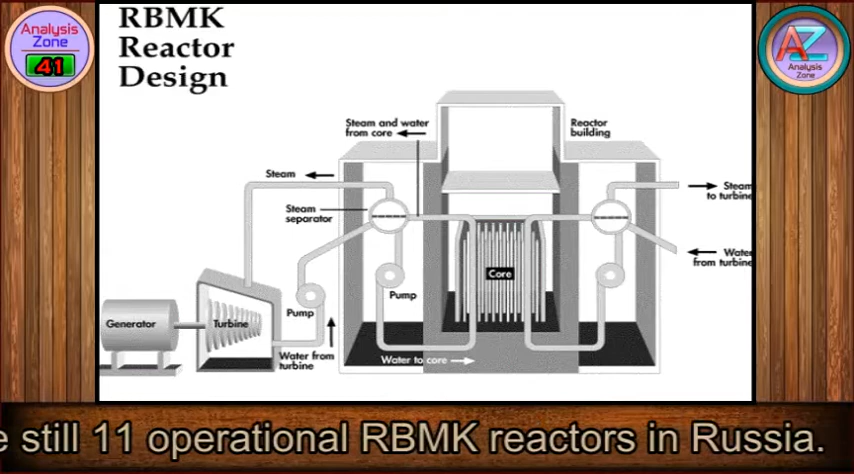 Analysis
Zone
41
RBMK
Reactor
Design
AZ
Analysis
Zone
Steam and water
from core
Reactor
building
Steam
Steam
separator
Steam
to turbine
Water
from turbine
Core
Pump
Pump
Generator
Turbine
Water from
turbine
Water to core
e still 11 operational RBMK reactors in Russia.